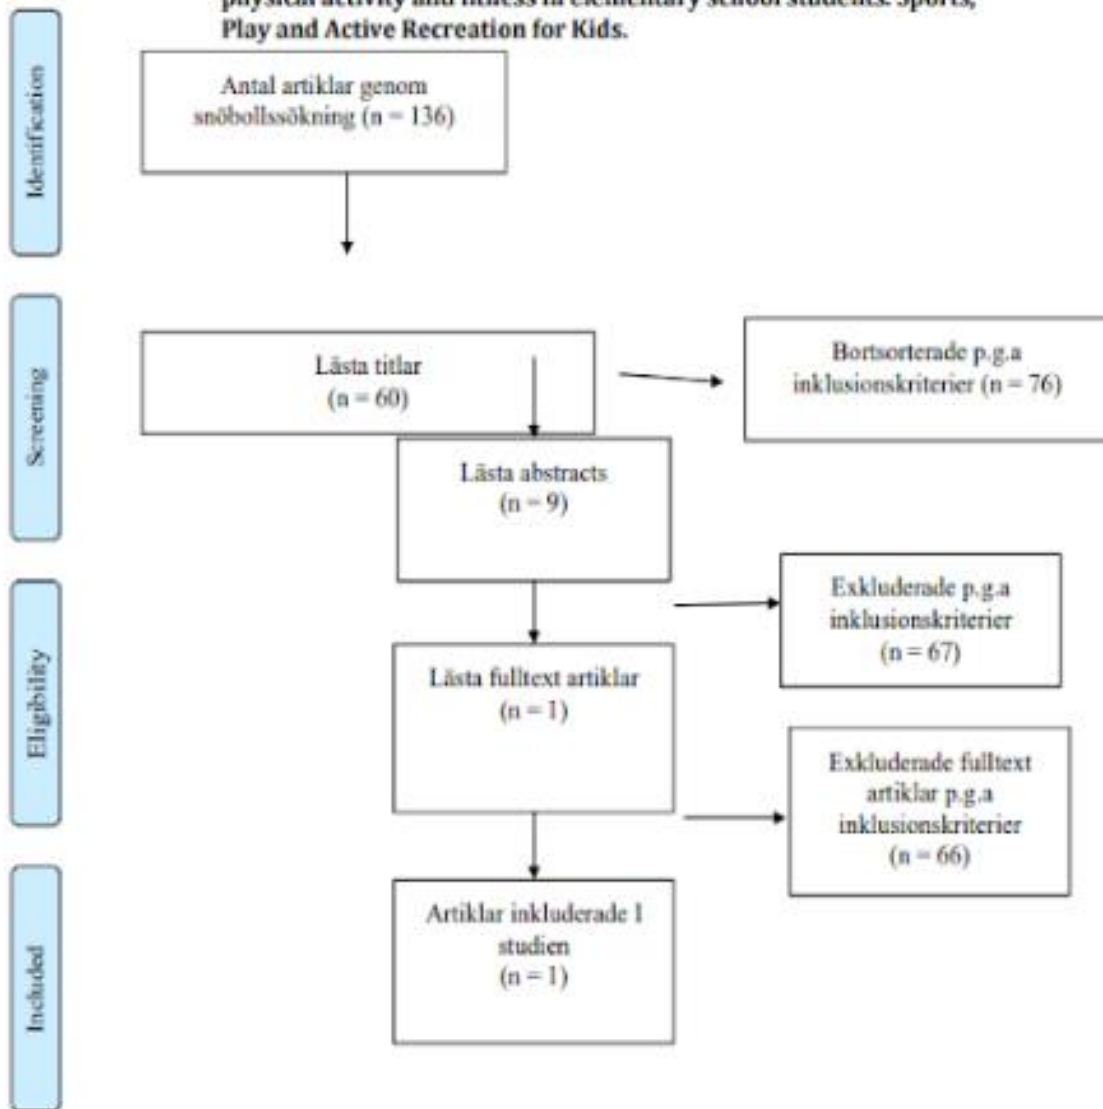 physical activity and fitness in elementary school students. Sports,
Play and Active Recreation for Kids.
Identification
Antal artiklar genom
snöbollssökning (n = 136)
Screening
Lästa titlar
(n = 60)
Bortsorterade p.g.a
inklusionskriterier (n = 76)
Lästa abstracts
(n = 9)
Exkluderade p.g.a
inklusionskriterier
(n = 67)
Eligibility
Lästa fulltext artiklar
(n = 1)
Exkluderade fulltext
artiklar p.g.a
inklusionskriterier
(n = 66)
Included
Artiklar inkluderade I
studien
(n = 1)